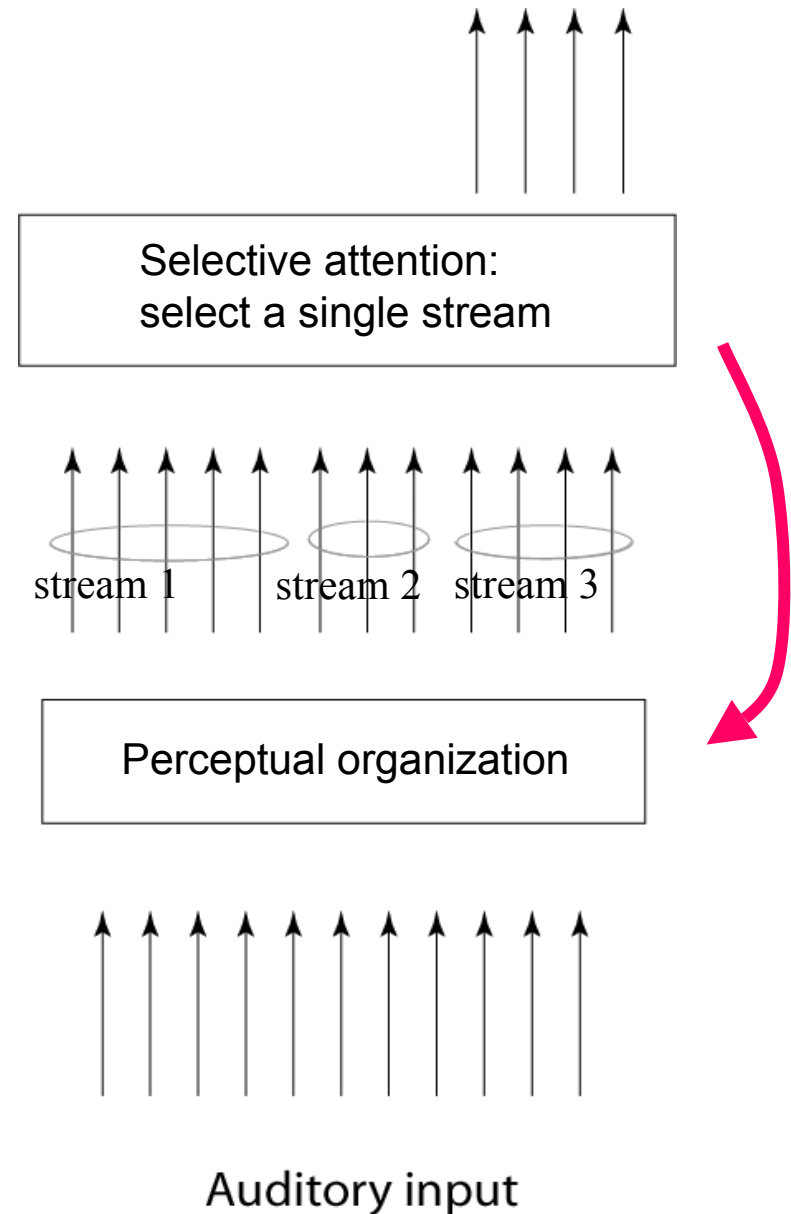 Selective attention:
select a single stream
stream 1 stream 2 stream 3
Perceptual organization
Auditory input